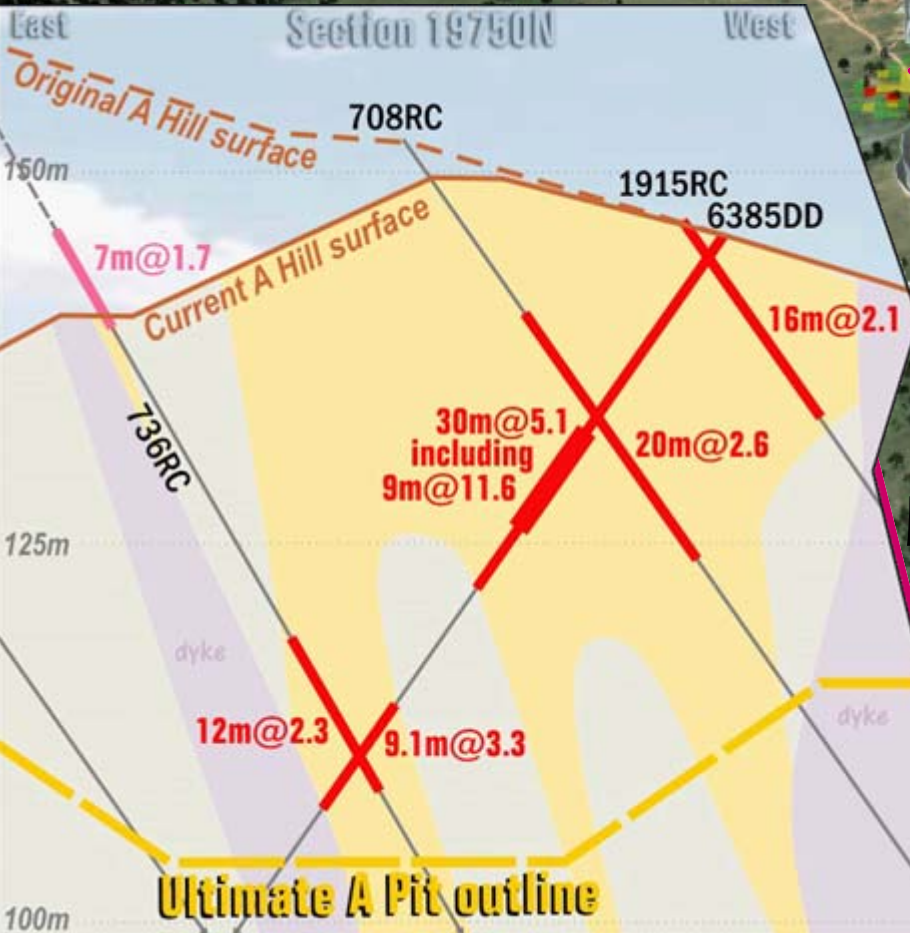 East
Section 19750N
West
Original A Hill surface
708RC
150m
1915RC
6385DD
7m@1.7
Current A Hill surface
16m@2.1
736RC
30m@5.1
including
9m@11.6
20m@2.6
125m
dyke
12m@2.3
9.1m@3.3
dyke
Ultimate A Pit outline
100m